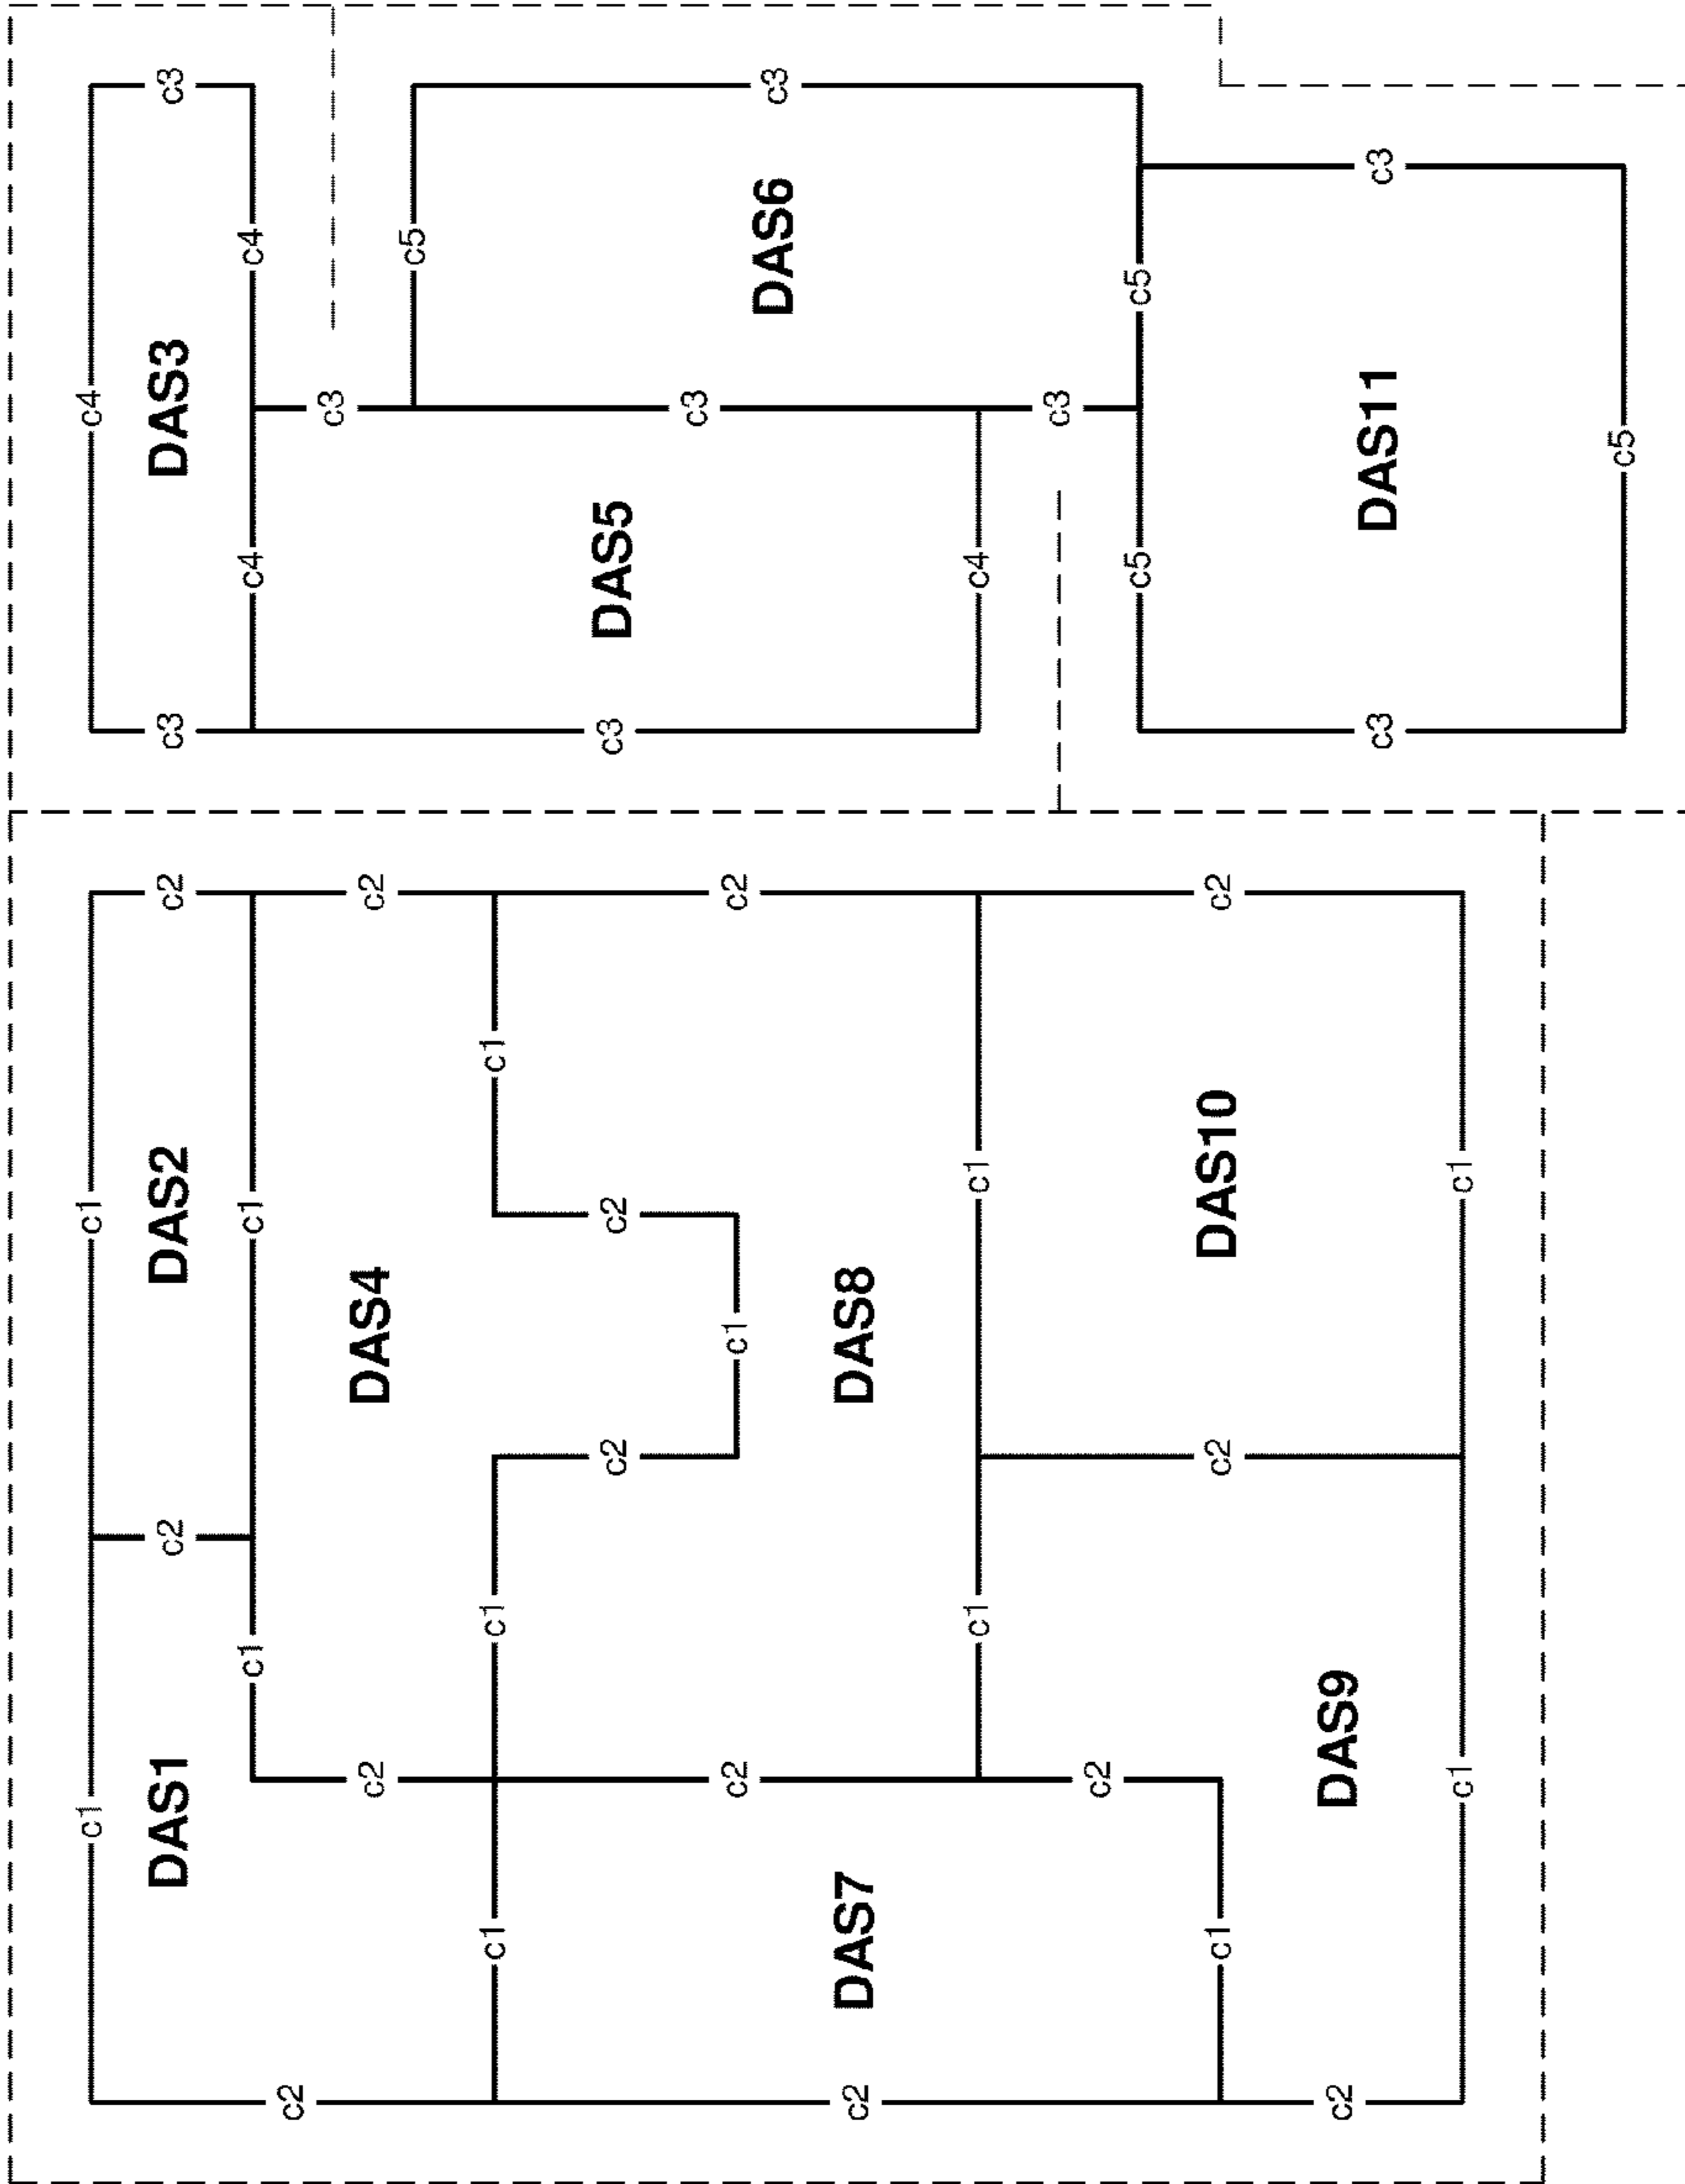 c1 c1 c4
DAS1 c2 DAS2 c2 c3 DAS3 c3
c1 c1 c4 c4
c2
c3
c2 DAS4 c2
c5
c1 c1 c1
c2 c2 c3 DAS5
c3
c2 c1 c2
DAS6 c3
c2 DAS7 DAS8
c1 c1 c4
c3
c2
c5 c5
c1 c2 DAS10 c2
c2 DAS9
c3 DAS11 c3
c1 c1
c5